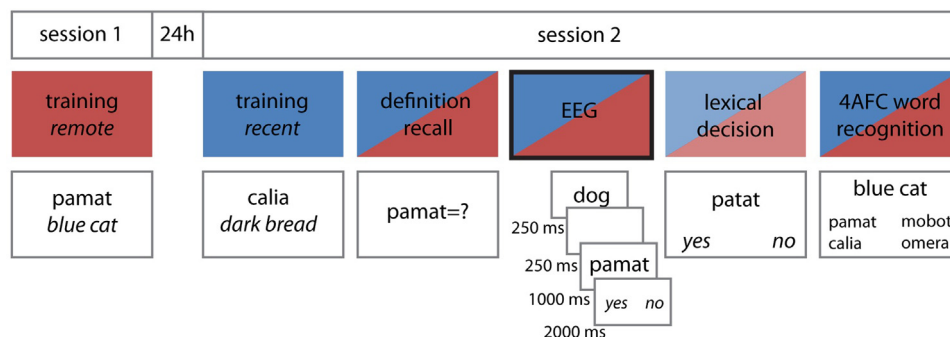 session 1
24h
session 2
training
remote
training
recent
definition
recall
EEG
lexical
decision
4AFC word
recognition
pamat
blue cat
calia
dark bread
pamat=?
dog
250 ms
250 ms
pamat
1000 ms
yes no
2000 ms
patat
yes no
blue cat
pamat mobot
calia omera